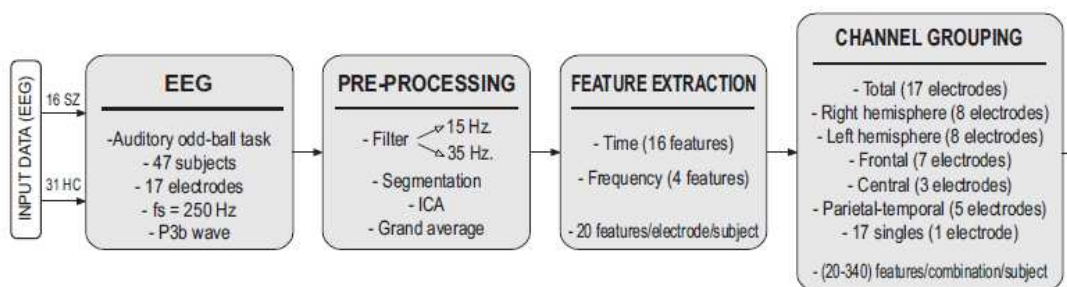 INPUT DATA (EEG)
16 SZ
31 HC
EEG
-Auditory odd-ball task
- 47 subjects
- 17 electrodes
- fs = 250 Hz
- P3b wave
PRE-PROCESSING
- Filter
15 Hz.
35 Hz.
- Segmentation
- ICA
- Grand average
FEATURE EXTRACTION
- Time (16 features)
- Frequency (4 features)
- 20 features/electrode/subject
CHANNEL GROUPING
- Total (17 electrodes)
- Right hemisphere (8 electrodes)
- Left hemisphere (8 electrodes)
- Frontal (7 electrodes)
- Central (3 electrodes)
- Parietal-temporal (5 electrodes)
- 17 singles (1 electrode)
- (20-340) features/combination/subject